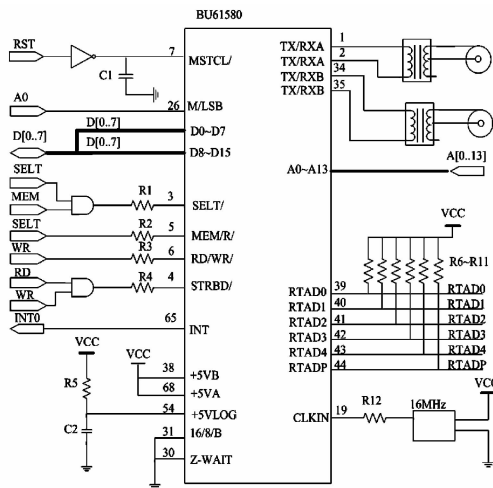 BU61580
RST
7
MSTCL/
C1
A0
26
M/LSB
D[0..7]
D0~D7
D[0..7]
D[0..7]
D8~D15
SELT
MEM
R1
3
SELT/
SELT
R2
5
MEM/R/
WR
R3
6
RD/WR/
RD
WR
R4
4
STRBD/
INT0
65
INT
VCC
VCC
R5
38
+5VB
68
+5VA
54
+5VLOG
C2
31
16/8/B
30
Z-WAIT
TX/RXA
1
TX/RXA
2
TX/RXB
34
TX/RXB
35
A0~A13
A[0..13]
VCC
R6~R11
RTAD0
39
RTAD0
RTAD1
40
RTAD1
RTAD2
41
RTAD2
RTAD3
42
RTAD3
RTAD4
43
RTAD4
RTADP
44
RTADP
VCC
CLKIN
19
R12
16MHz